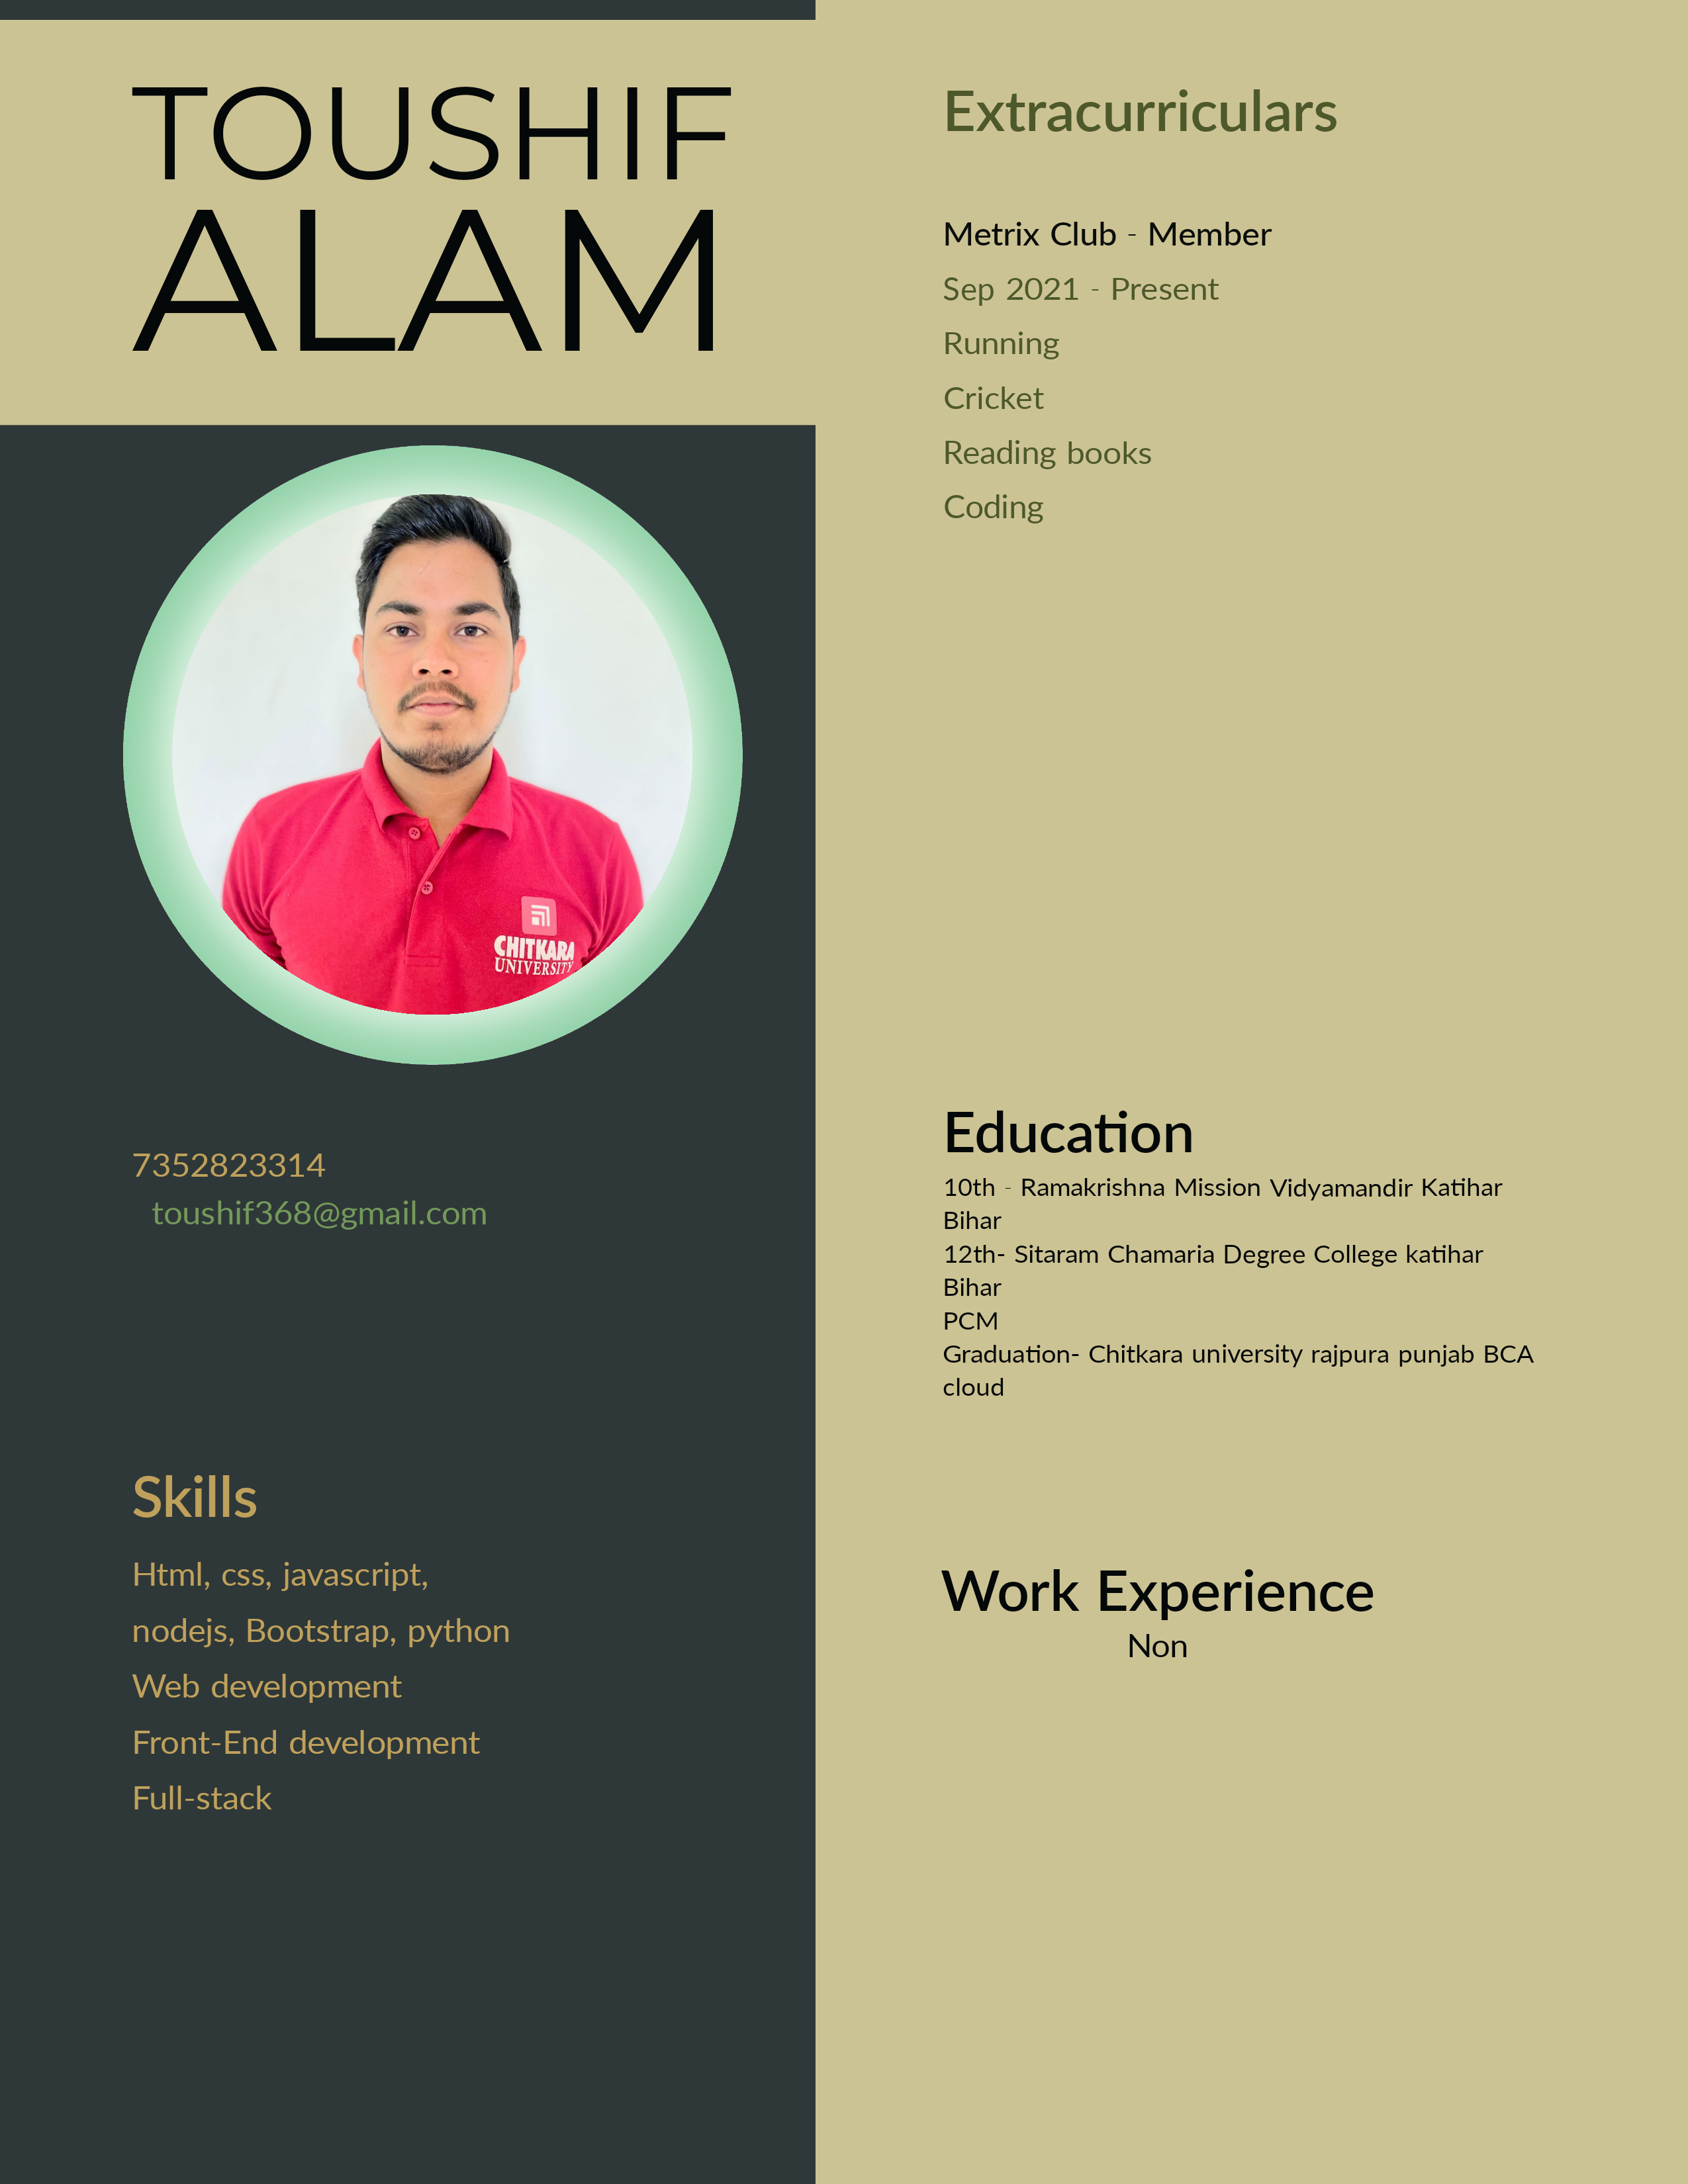 TOUSHIF
ALAM
CHITKARA
UNIVERSITY
7352823314
toushif368@gmail.com
Skills
Html, css, javascript,
nodejs, Bootstrap, python
Web development
Front-End development
Full-stack
Extracurriculars
Metrix Club - Member
Sep 2021 - Present
Running
Cricket
Reading books
Coding
Education
10th - Ramakrishna Mission Vidyamandir Katihar
Bihar
12th- Sitaram Chamaria Degree College katihar
Bihar
PCM
Graduation- Chitkara university rajpura punjab BCA
cloud
Work Experience
Non